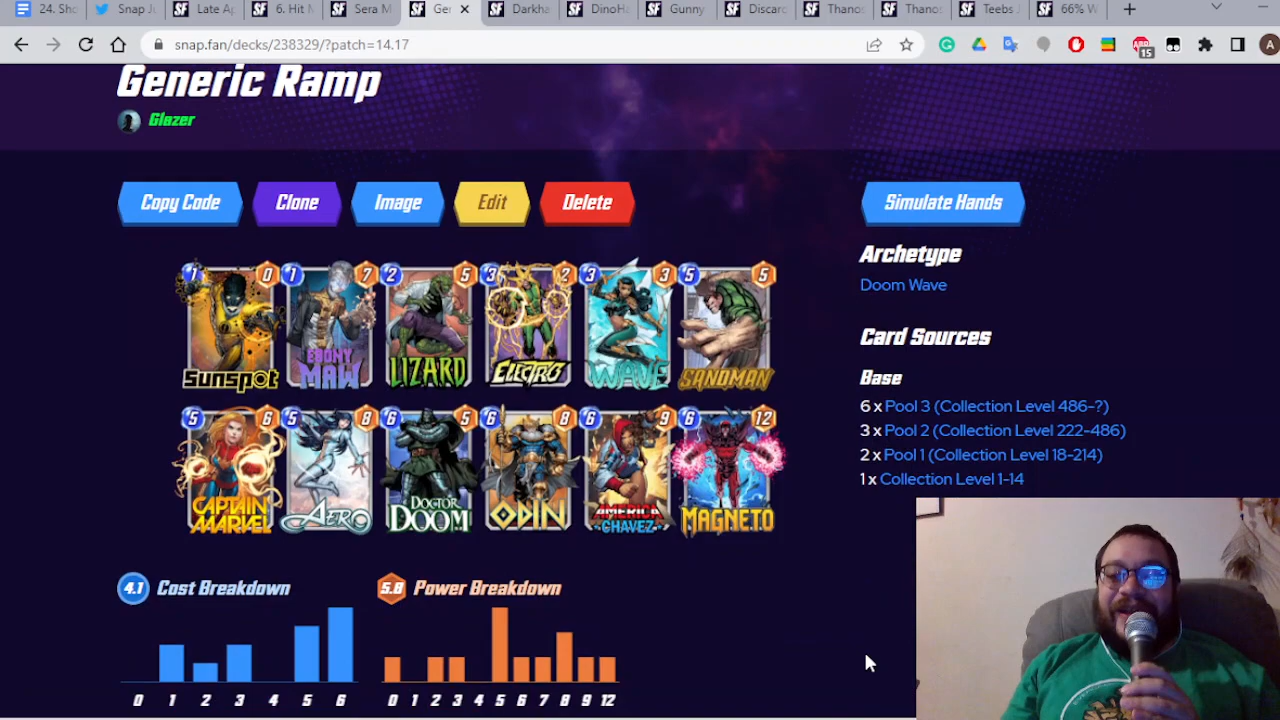 24. Sho
Snap J
Late A
6. Hit M
Sera M
Ge
Darkha
DinoHa
Gunny
Discar
Thanos
Thano
Teebs
66% W
snap.fan/decks/238329/?patch=14.17
15
A
Generic Ramp
Glazer
Copy Code
Clone
Image
Edit
Delete
Simulate Hands
Archetype
Doom Wave
Card Sources
Base
6 x Pool 3 (Collection Level 486-?)
3 x Pool 2 (Collection Level 222-486)
2 x Pool 1 (Collection Level 18-214)
1 x Collection Level 1-14
1 0 1 7 2 5 3 2 3 3 5 5
SUNSPOT EBONY MAW LIZARD ELECTRO WAVE SANDMAN
5 6 5 8 6 5 6 8 6 9 6 12
CAPTAIN MARVEL AERO DOCTOR DOOM ODIN AMERICA CHAVEZ MAGNETO
4.1 Cost Breakdown
5.8 Power Breakdown
0 1 2 3 4 5 6
0 1 2 3 4 5 6 7 8 9 12